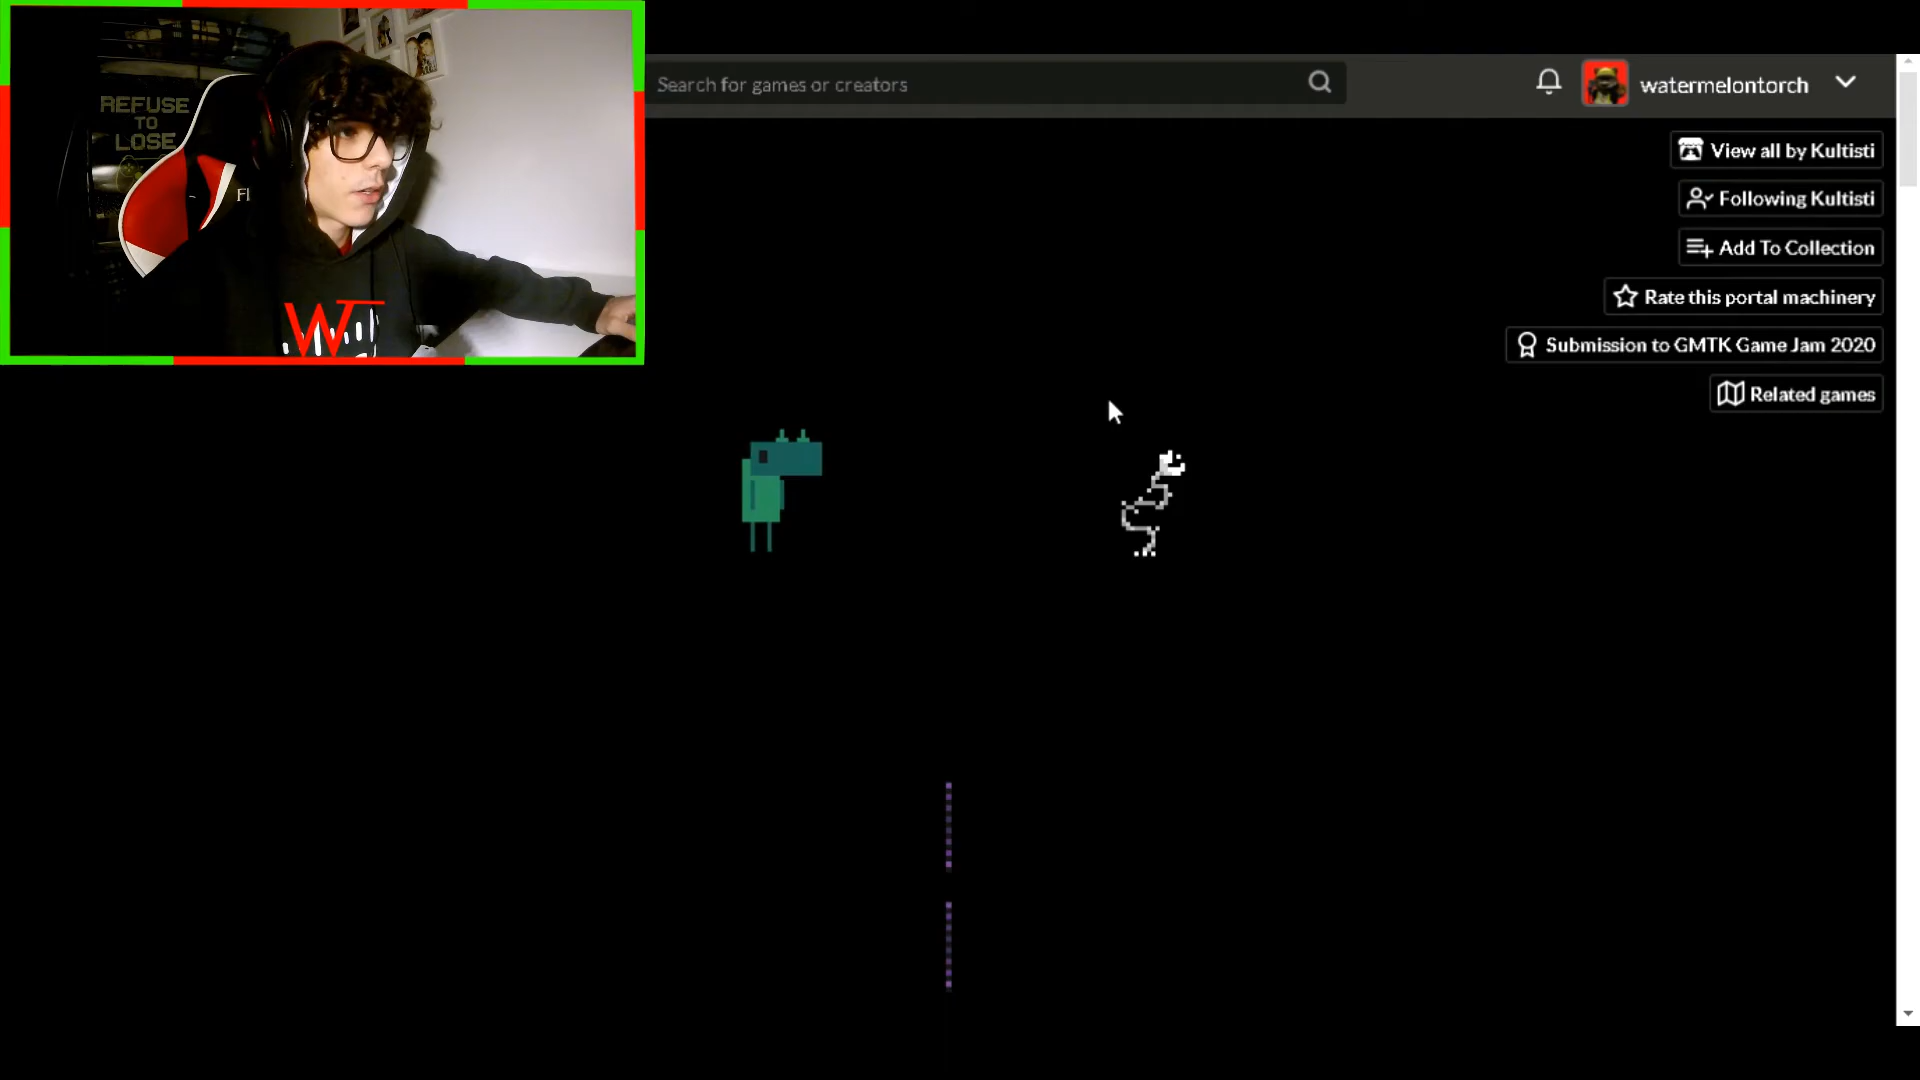 REFUSE
TO
LOSE
FI
W
Search for games or creators
watermelontorch
View all by Kultisti
Following Kultisti
Add To Collection
Rate this portal machinery
Submission to GMTK Game Jam 2020
Related games